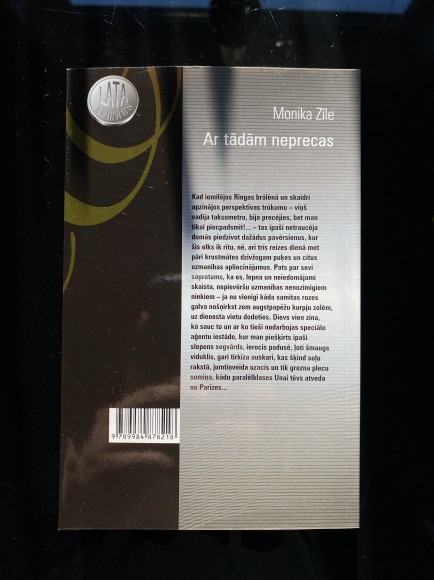 LATA
ROMĀNS
Monika Zīle
Ar tādām neprecas
Kad iemīlējos Ringas brālēnā un skaidri
apzinājos perspektīvas trūkumu – viņš
vadīja taksometru, bija precējies, bet man
tikai piecpadsmit!... – tas īpaši netraucēja
domās piedzīvot dažādus pavērsienus, kur
šis elks ik rītu, nē, arī trīs reizes dienā met
pāri krustmātes dzīvžogam puķes un citus
uzmanības apliecinājumus. Pats par sevi
saprotams, ka es, lepna un neiedomājami
skaista, nepievēršu uzmanības nenozīmīgiem
niekiem – ja nu vienīgi kāda samītas rozes
galva nošņirkst zem augstpapēžu kurpju zolēm,
uz dienesta vietu dodoties. Dievs vien zina,
kā sauc to un ar ko tieši nodarbojas speciālo
aģentu iestāde, kur man piešķirts īpaši
slepens segvārds, ierocis padusē, ļoti šmaugs
viduklis, gari tirkīza auskari, kas šķind soļu
rakstā, jumtiņveida uzacis un tik grezna plecu
somiņa, kādu paralēlklases Unai tēvs atveda
no Parīzes...
9 789984 878218